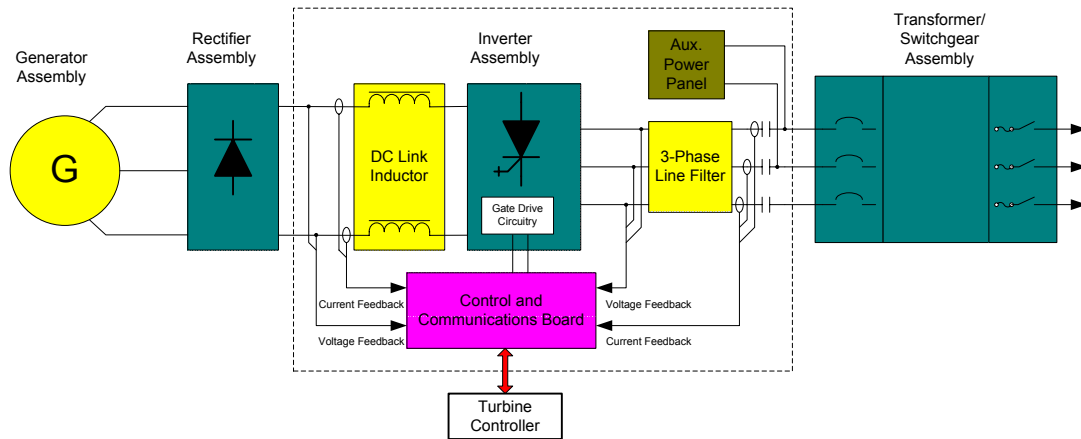 Generator
Assembly
Rectifier
Assembly
Inverter
Assembly
Aux.
Power
Panel
Transformer/
Switchgear
Assembly
G
DC Link
Inductor
3-Phase
Line Filter
Gate Drive
Circuitry
Current Feedback
Voltage Feedback
Control and
Communications Board
Voltage Feedback
Current Feedback
Turbine
Controller